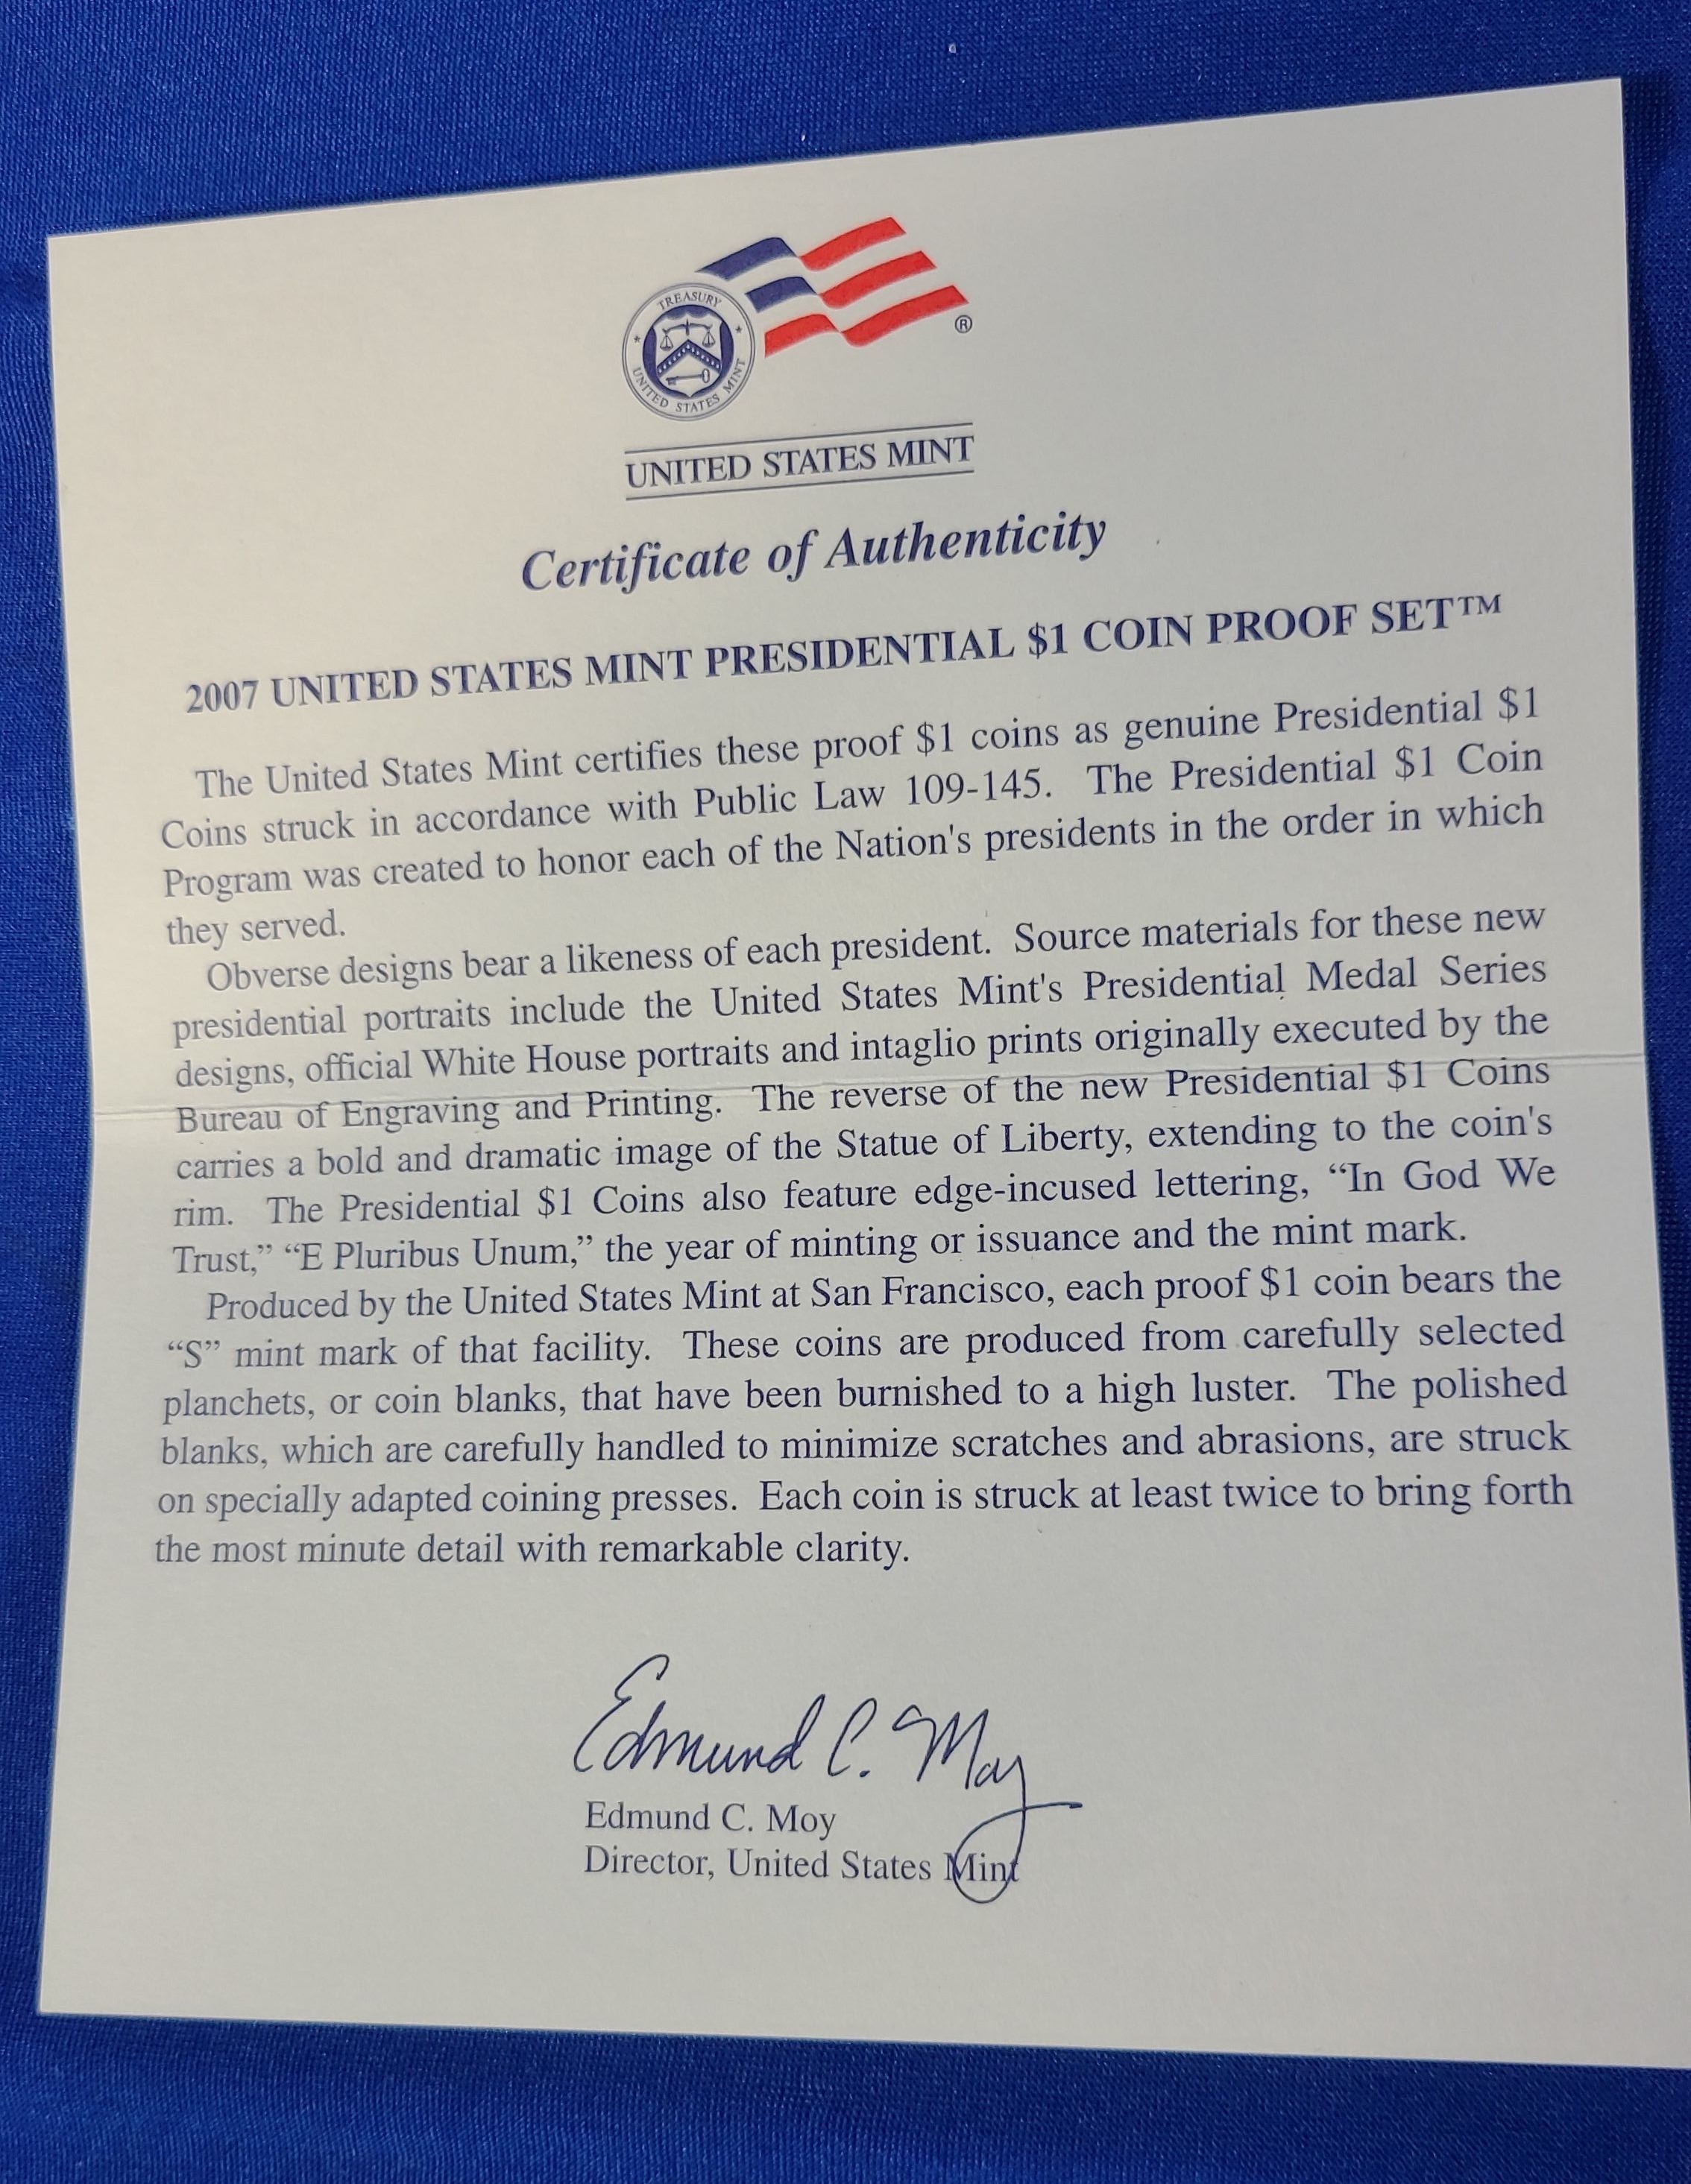 TREASURY
UNITED STATES MINT
®
UNITED STATES MINT
Certificate of Authenticity
2007 UNITED STATES MINT PRESIDENTIAL $1 COIN PROOF SET™
The United States Mint certifies these proof $1 coins as genuine Presidential $1
Coins struck in accordance with Public Law 109-145. The Presidential $1 Coin
Program was created to honor each of the Nation's presidents in the order in which
they served.
Obverse designs bear a likeness of each president. Source materials for these new
presidential portraits include the United States Mint's Presidential Medal Series
designs, official White House portraits and intaglio prints originally executed by the
Bureau of Engraving and Printing. The reverse of the new Presidential $1 Coins
carries a bold and dramatic image of the Statue of Liberty, extending to the coin's
rim. The Presidential $1 Coins also feature edge-incused lettering, “In God We
Trust,” “E Pluribus Unum,” the year of minting or issuance and the mint mark.
Produced by the United States Mint at San Francisco, each proof $1 coin bears the
“S” mint mark of that facility. These coins are produced from carefully selected
planchets, or coin blanks, that have been burnished to a high luster. The polished
blanks, which are carefully handled to minimize scratches and abrasions, are struck
on specially adapted coining presses. Each coin is struck at least twice to bring forth
the most minute detail with remarkable clarity.
Edmund C. Moy
Edmund C. Moy
Director, United States Mint